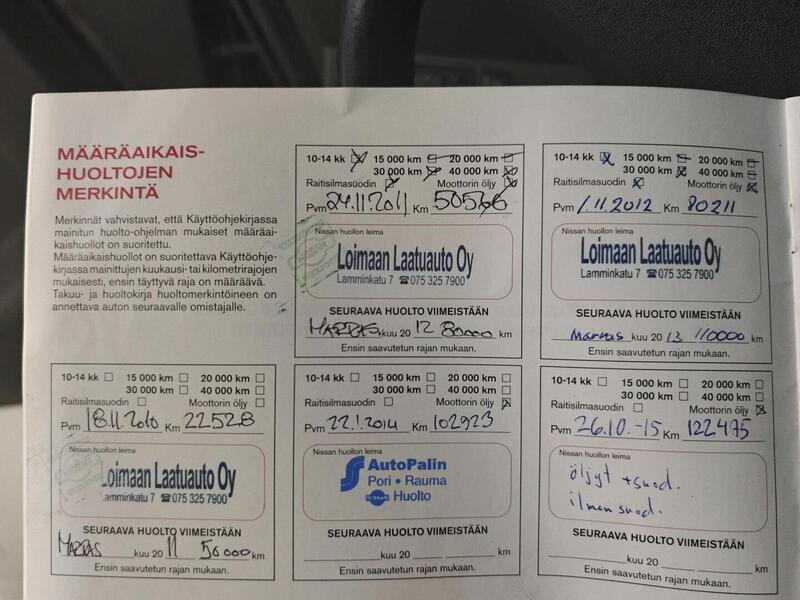 MÄÄRÄAIKAIS-
HUOLTOJEN
MERKINTÄ
Merkinnät vahvistavat, että Käyttöohjekirjassa
mainitun huolto-ohjelman mukaiset määräai-
kaishuollot on suoritettu.
Määräaikaishuollot on suoritettava Käyttöohje-
kirjassa mainittujen kuukausi- tai kilometrirajojen
mukaisesti, ensin täyttyvä raja on määräävä.
Takuu- ja huoltokirja huoltomerkintöineen on
annettava auton seuraavalle omistajalle.
10-14 kk 15 000 km 20 000 km
30 000 km 40 000 km
Raitisilmasuodin Moottorin öljy
Pvm 24.11.2011 Km 50566
Nissan huollon leima
Loimaan Laatuauto Oy
Lamminkatu 7 ☎075 325 7900
SEURAAVA HUOLTO VIIMEISTÄÄN
MARRAS kuu 20 12 80000 km
Ensin saavutetun rajan mukaan.
10-14 kk 15 000 km 20 000 km
30 000 km 40 000 km
Raitisilmasuodin Moottorin öljy
Pvm 1.11.2012 Km 80211
Nissan huollon leima
Loimaan Laatuauto Oy
Lamminkatu 7 ☎075 325 7900
SEURAAVA HUOLTO VIIMEISTÄÄN
Marras kuu 20 13 110000 km
Ensin saavutetun rajan mukaan.
10-14 kk 15 000 km 20 000 km
30 000 km 40 000 km
Raitisilmasuodin Moottorin öljy
Pvm 18.11.2010 Km 22528
Nissan huollon leima
Loimaan Laatuauto Oy
Lamminkatu 7 ☎075 325 7900
SEURAAVA HUOLTO VIIMEISTÄÄN
MARRAS kuu 11 50000 km
Ensin saavutetun rajan mukaan.
10-14 kk 15 000 km 20 000 km
30 000 km 40 000 km
Raitisilmasuodin Moottorin öljy
Pvm 22.1.2014 Km 102923
Nissan huollon leima
AutoPalin
Pori • Rauma
NISSAN Huolto
SEURAAVA HUOLTO VIIMEISTÄÄN
kuu 20 km
Ensin saavutetun rajan mukaan.
10-14 kk 15 000 km 20 000 km
30 000 km 40 000 km
Raitisilmasuodin Moottorin öljy
Pvm 26.10.-15 Km 122475
Nissan huollon leima
öljyt + suod.
ilmansuod.
SEURAAVA HUOLTO VIIMEISTÄÄN
kuu 20 km
Ensin saavutetun rajan mukaan.